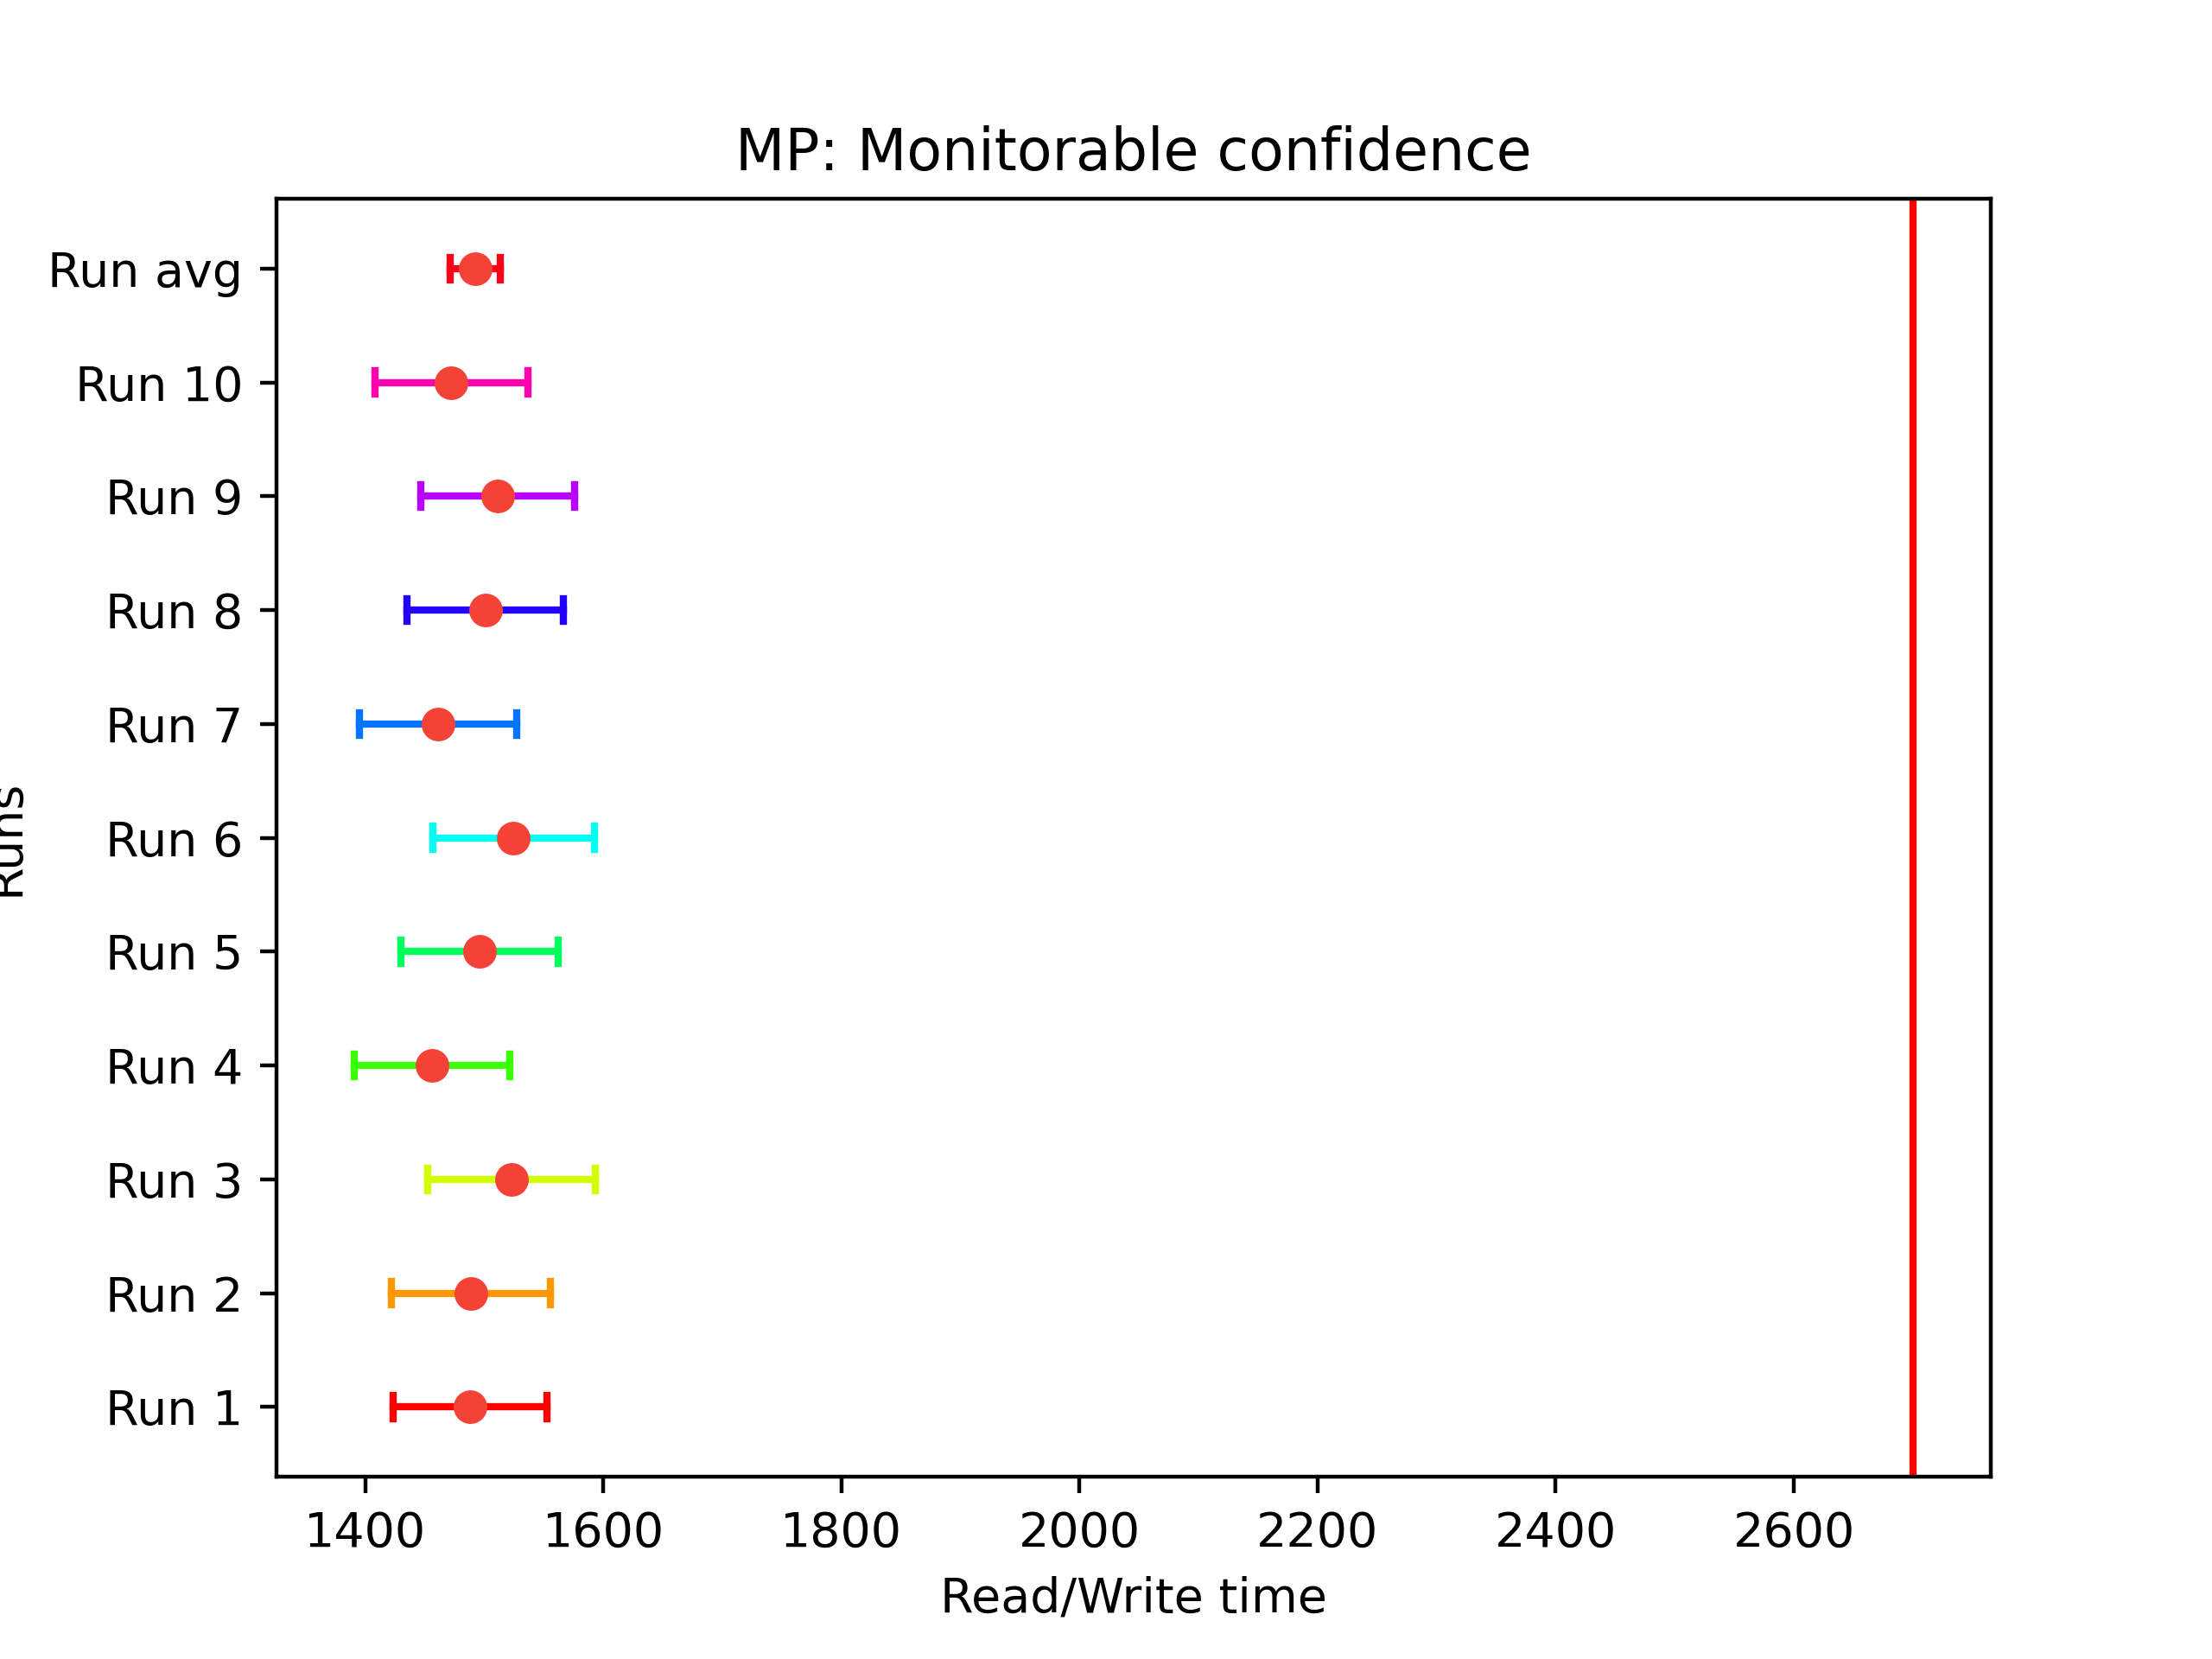 MP: Monitorable confidence
Run avg
Run 10
Run 9
Run 8
Run 7
Run 6
Run 5
Run 4
Run 3
Run 2
Run 1
Runs
1400 1600 1800 2000 2200 2400 2600
Read/Write time